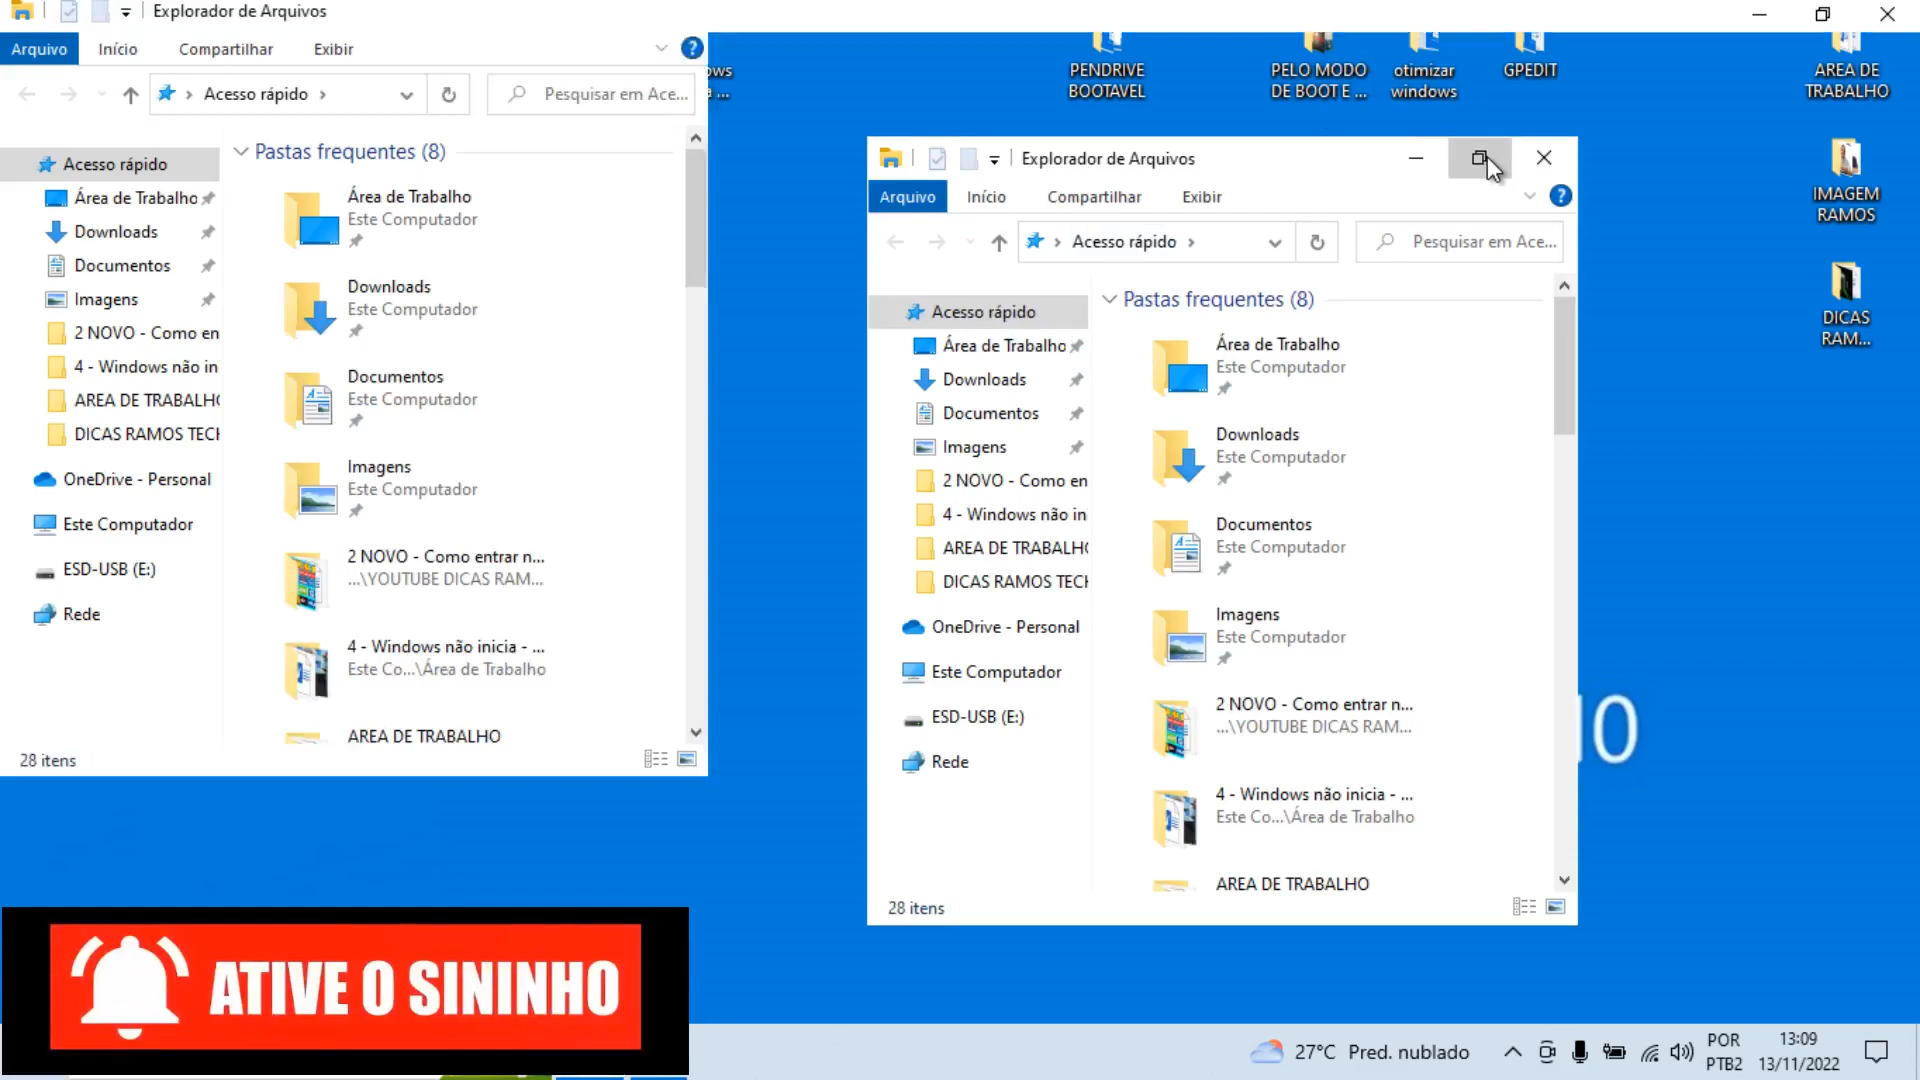 Explorador de Arquivos
Arquivo Início Compartilhar Exibir
Acesso rápido
Pesquisar em Ace...
Acesso rápido
Área de Trabalho
Downloads
Documentos
Imagens
2 NOVO - Como en
4 - Windows não in
AREA DE TRABALHO
DICAS RAMOS TECH
OneDrive - Personal
Este Computador
ESD-USB (E:)
Rede
Pastas frequentes (8)
Área de Trabalho
Este Computador
Downloads
Este Computador
Documentos
Este Computador
Imagens
Este Computador
2 NOVO - Como entrar n...
...\YOUTUBE DICAS RAM...
4 - Windows não inicia - ...
Este Co...\Área de Trabalho
AREA DE TRABALHO
28 itens
PENDRIVE
BOOTAVEL
PELO MODO
DE BOOT E ...
otimizar
windows
GPEDIT
AREA DE
TRABALHO
IMAGEM
RAMOS
DICAS
RAM...
Explorador de Arquivos
Arquivo Início Compartilhar Exibir
Acesso rápido
Pesquisar em Ace...
Acesso rápido
Área de Trabalho
Downloads
Documentos
Imagens
2 NOVO - Como en
4 - Windows não in
AREA DE TRABALHO
DICAS RAMOS TECH
OneDrive - Personal
Este Computador
ESD-USB (E:)
Rede
Pastas frequentes (8)
Área de Trabalho
Este Computador
Downloads
Este Computador
Documentos
Este Computador
Imagens
Este Computador
2 NOVO - Como entrar n...
...\YOUTUBE DICAS RAM...
4 - Windows não inicia - ...
Este Co...\Área de Trabalho
AREA DE TRABALHO
28 itens
10
ATIVE O SININHO
27°C Pred. nublado
POR
PTB2
13:09
13/11/2022